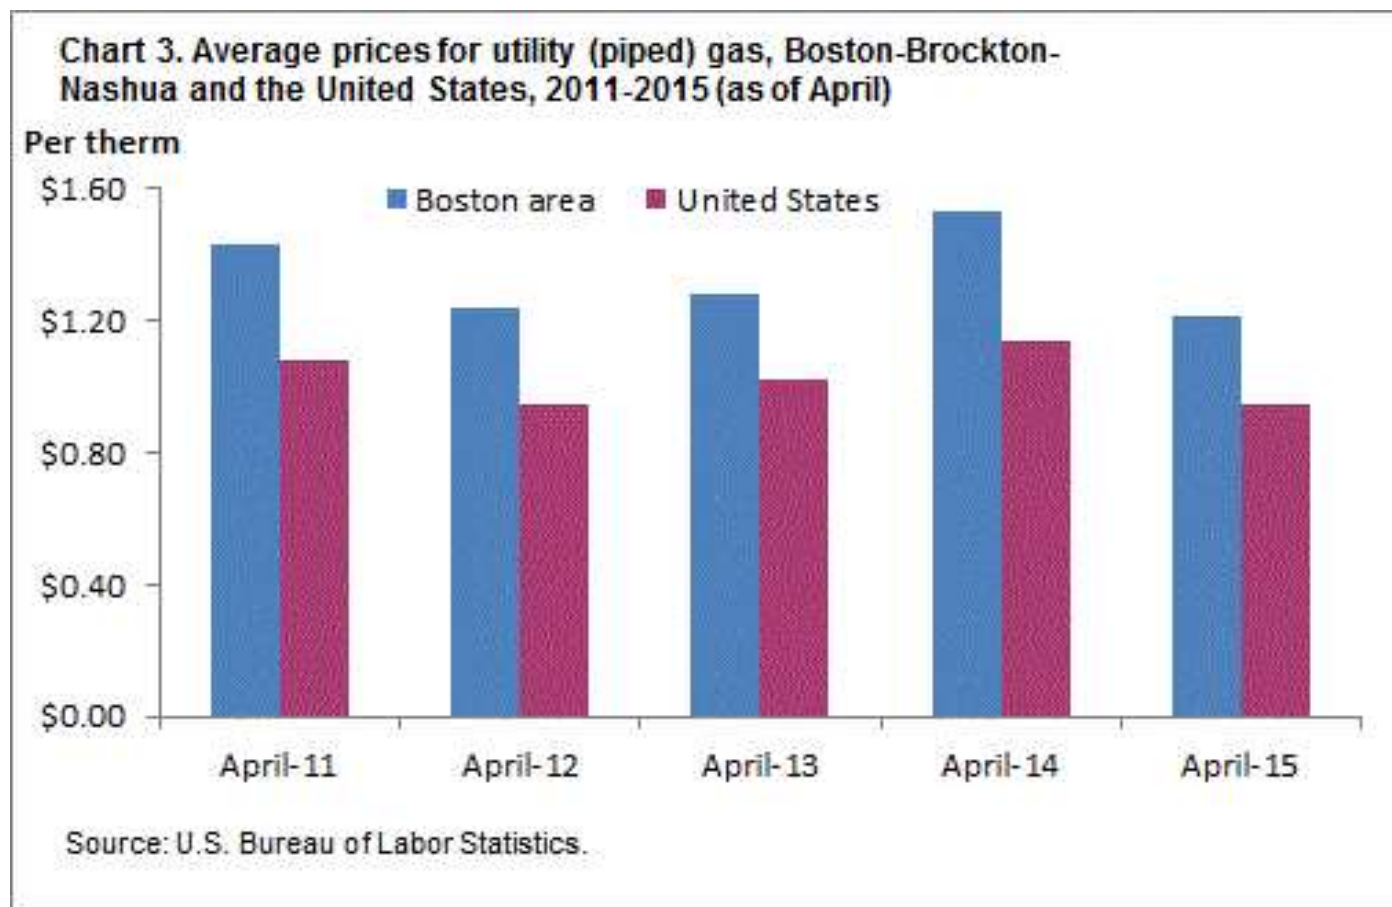 Chart 3. Average prices for utility (piped) gas, Boston-Brockton-
Nashua and the United States, 2011-2015 (as of April)
Per therm
$1.60
Boston area
United States
$1.20
$0.80
$0.40
$0.00
April-11
April-12
April-13
April-14
April-15
Source: U.S. Bureau of Labor Statistics.